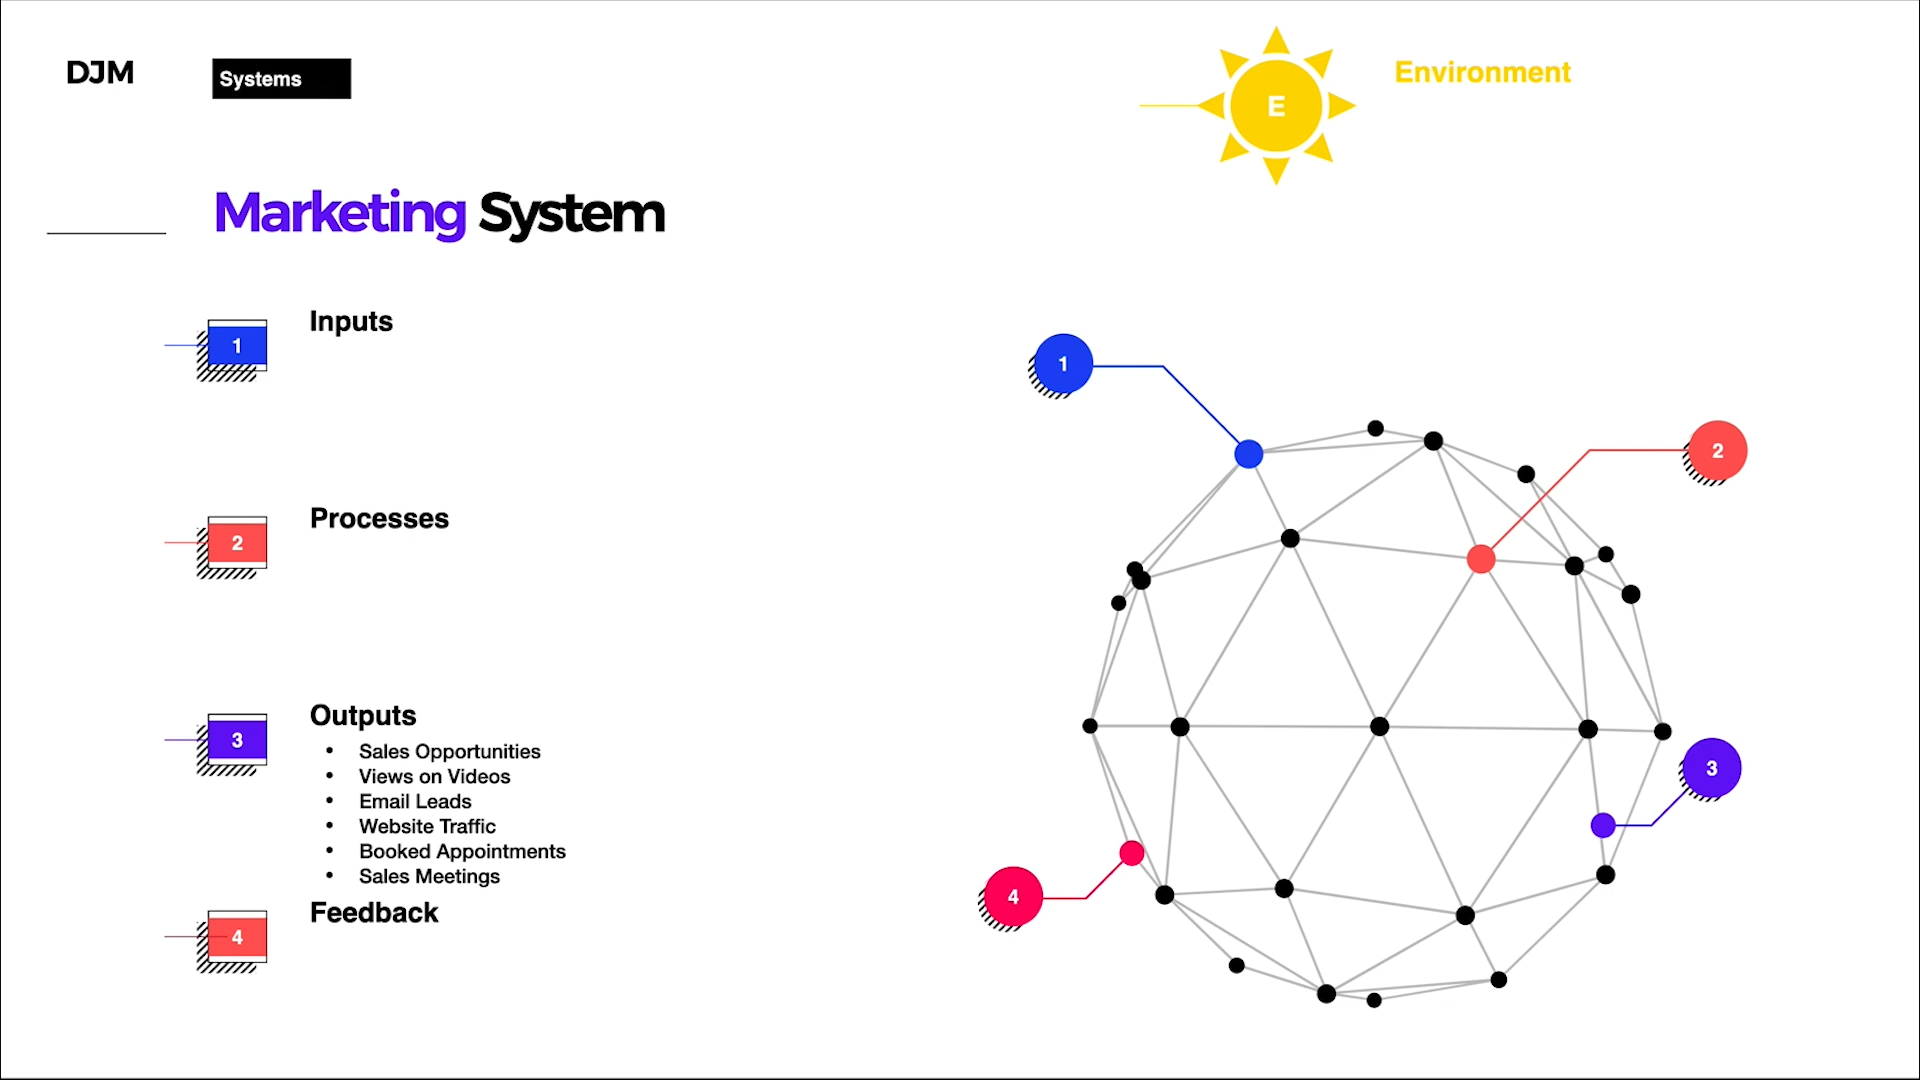 DJM
Systems
E
Environment
Marketing System
1
Inputs
2
Processes
3
Outputs
• Sales Opportunities
• Views on Videos
• Email Leads
• Website Traffic
• Booked Appointments
• Sales Meetings
4
Feedback
1
2
3
4